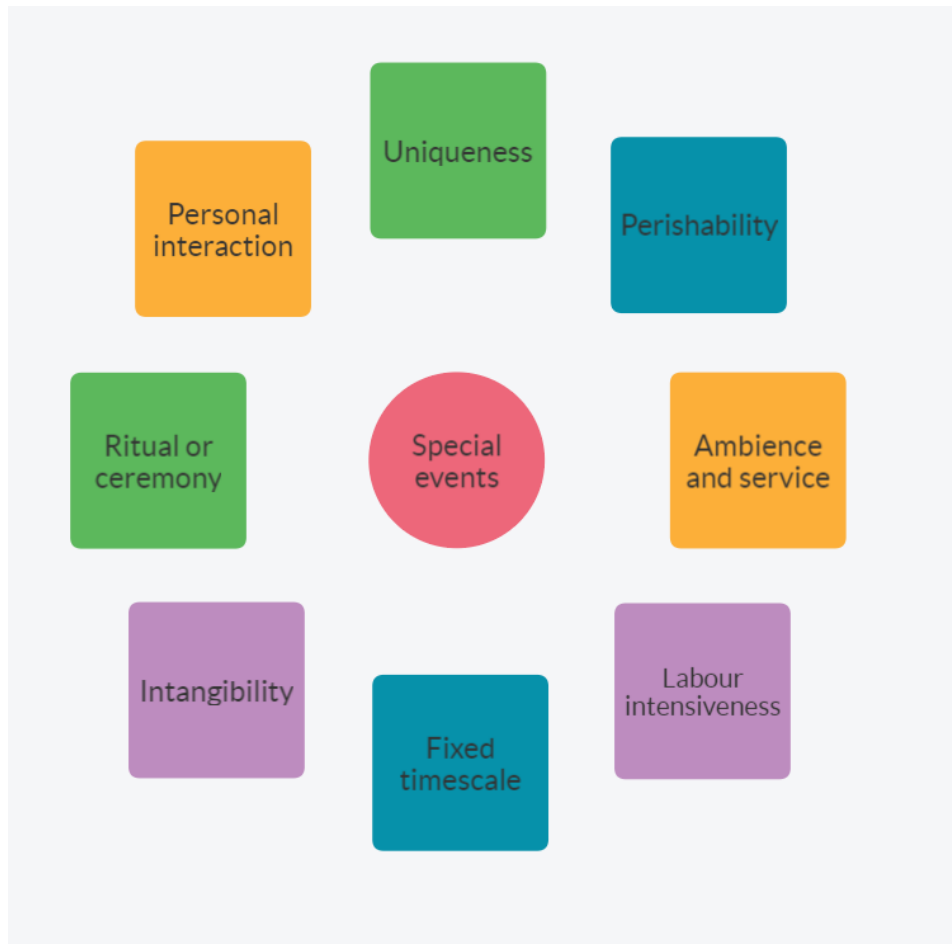 Uniqueness
Perishability
Personal
interaction
Ritual or
ceremony
Special
events
Ambience
and service
Intangibility
Labour
intensiveness
Fixed
timescale